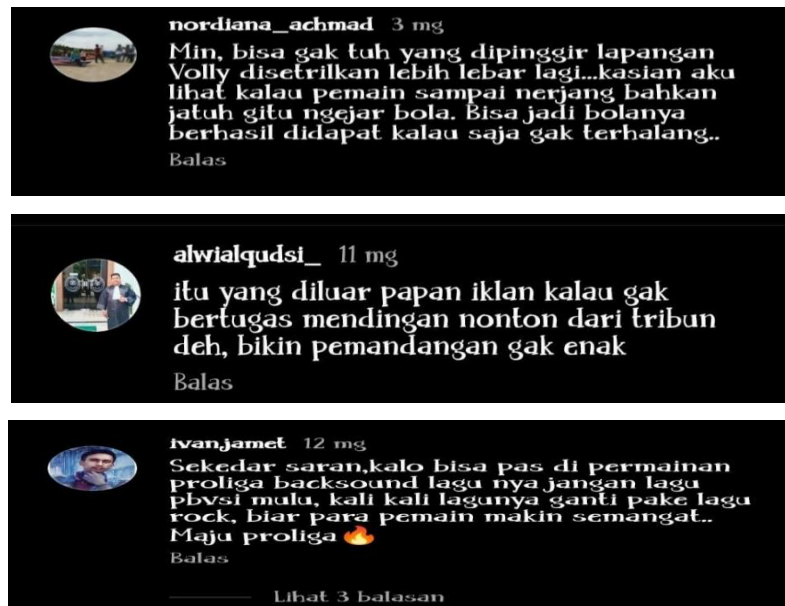 nordiana_achmad 3 mg
Min, bisa gak tuh yang dipinggir lapangan
Volly disetrilkan lebih lebar lagi...kasian aku
lihat kalau pemain sampai nerjang bahkan
jatuh gitu ngejar bola. Bisa jadi bolanya
berhasil didapat kalau saja gak terhalang..
Balas
alwialqudsi_ 11 mg
itu yang diluar papan iklan kalau gak
bertugas mendingan nonton dari tribun
deh, bikin pemandangan gak enak
Balas
ivanjamet 12 mg
Sekedar saran,kalo bisa pas di permainan
proliga backsound lagu nya jangan lagu
pbvsi mulu, kali kali lagunya ganti pake lagu
rock, biar para pemain makin semangat..
Maju proliga 🔥
Balas
Lihat 3 balasan